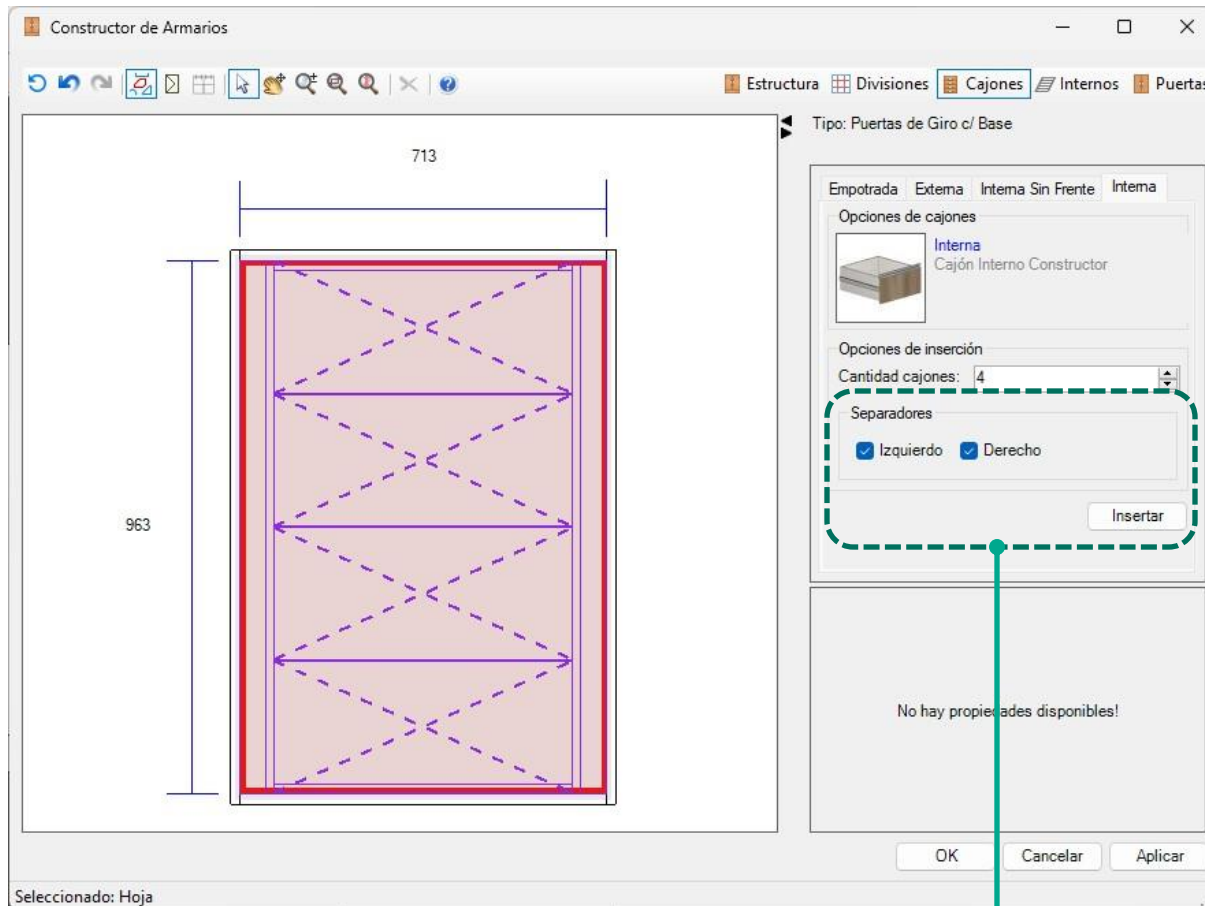 Constructor de Armarios
Estructura Divisiones Cajones Internos Puertas
Tipo: Puertas de Giro c/ Base
713
963
Empotrada Externa Interna Sin Frente Interna
Opciones de cajones
Interna
Cajón Interno Constructor
Opciones de inserción
Cantidad cajones: 4
Separadores
Izquierdo Derecho
Insertar
No hay propiedades disponibles!
OK Cancelar Aplicar
Seleccionado: Hoja